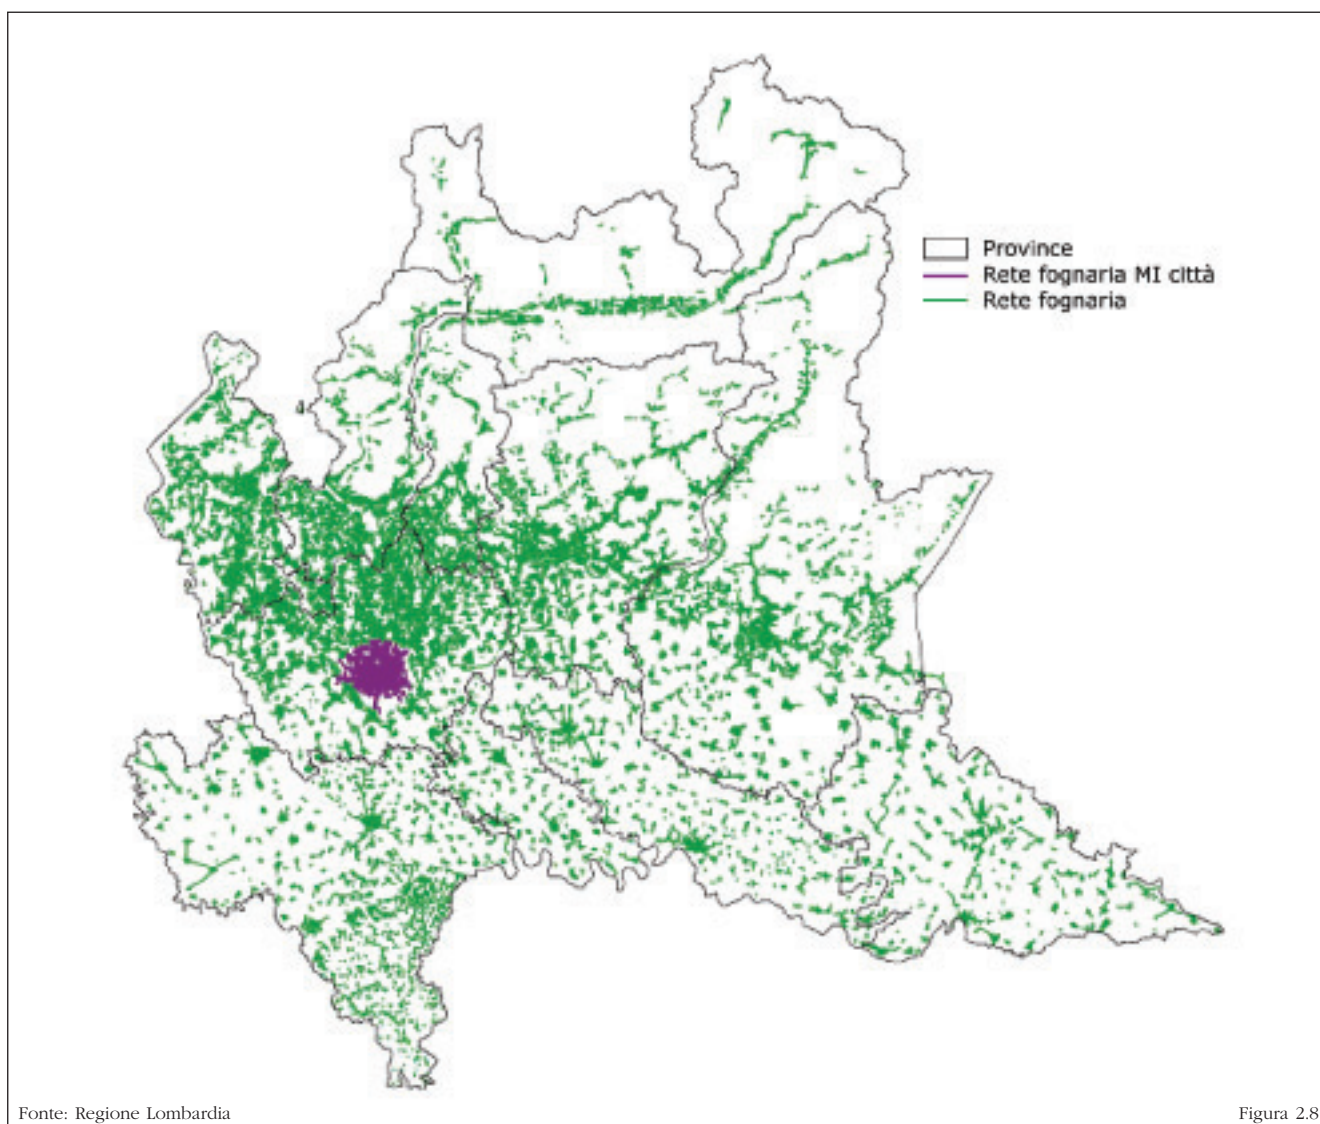 Province
Rete fognaria MI città
Rete fognaria
Fonte: Regione Lombardia
Figura 2.8